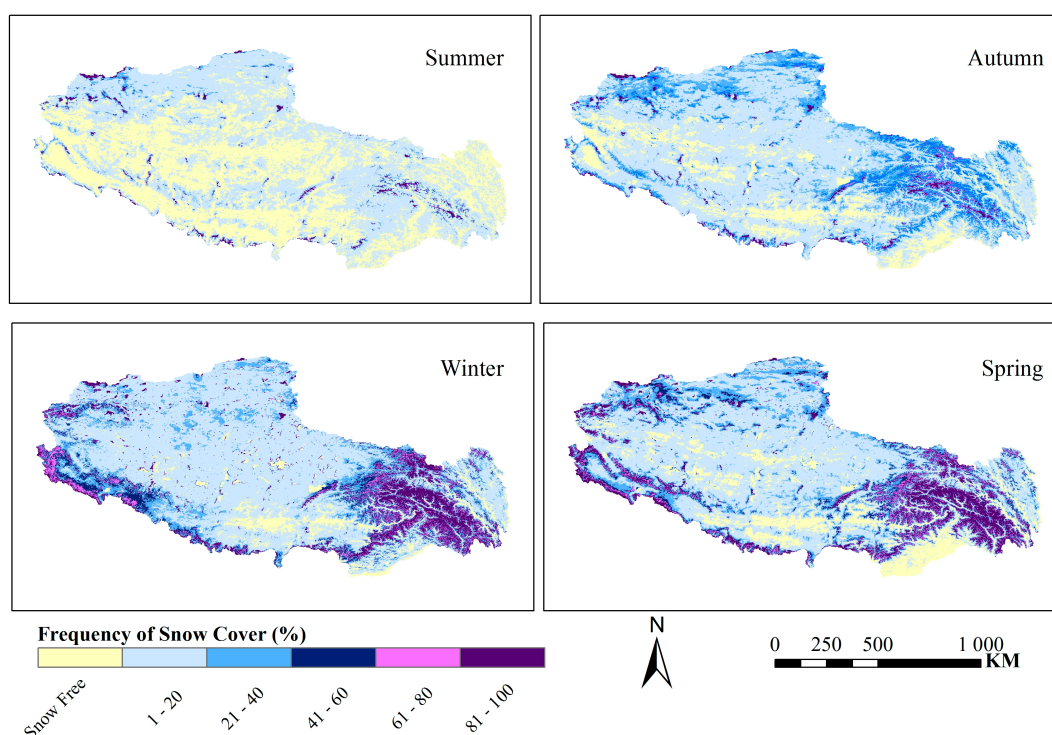 Summer
Autumn
Winter
Spring
Frequency of Snow Cover (%)
Snow Free
1 - 20
21 - 40
41 - 60
61 - 80
81 - 100
N
0 250 500 1 000
KM